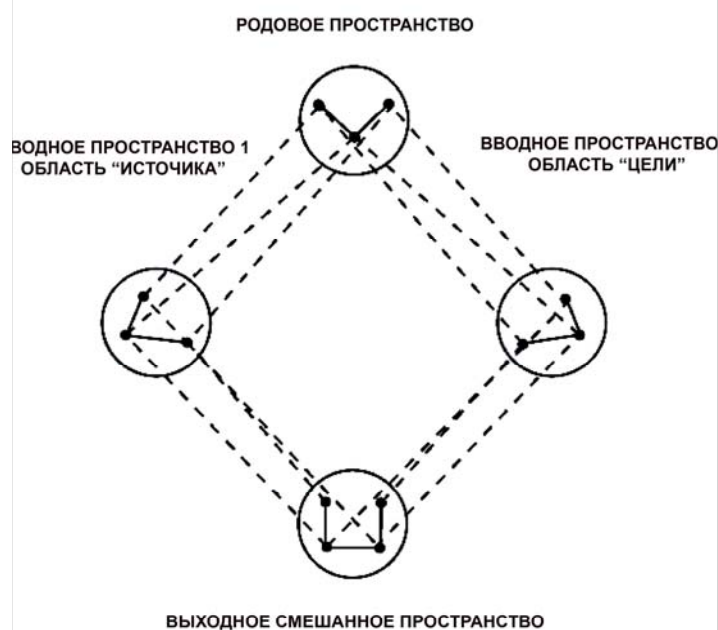 РОДОВОЕ ПРОСТРАНСТВО
ВОДНОЕ ПРОСТРАНСТВО 1
ОБЛАСТЬ “ИСТОЧИКА”
ВВОДНОЕ ПРОСТРАНСТВО
ОБЛАСТЬ “ЦЕЛИ”
ВЫХОДНОЕ СМЕШАННОЕ ПРОСТРАНСТВО